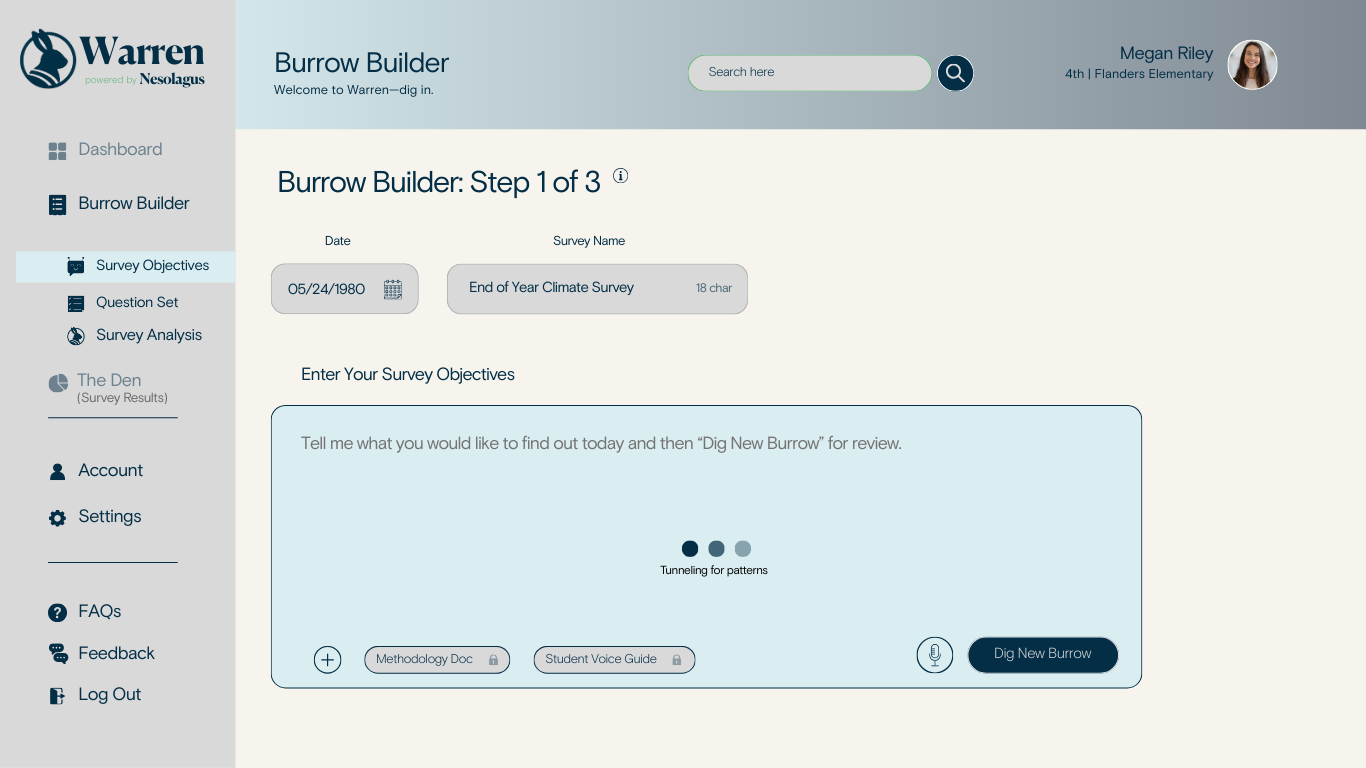 Warren
powered by Nesolagus
Dashboard
Burrow Builder
Survey Objectives
Question Set
Survey Analysis
The Den
(Survey Results)
Account
Settings
FAQs
Feedback
Log Out
Burrow Builder
Welcome to Warren—dig in.
Search here
Megan Riley
4th | Flanders Elementary
Burrow Builder: Step 1 of 3
Date
Survey Name
05/24/1980
End of Year Climate Survey
18 char
Enter Your Survey Objectives
Tell me what you would like to find out today and then “Dig New Burrow” for review.
Tunneling for patterns
Methodology Doc
Student Voice Guide
Dig New Burrow